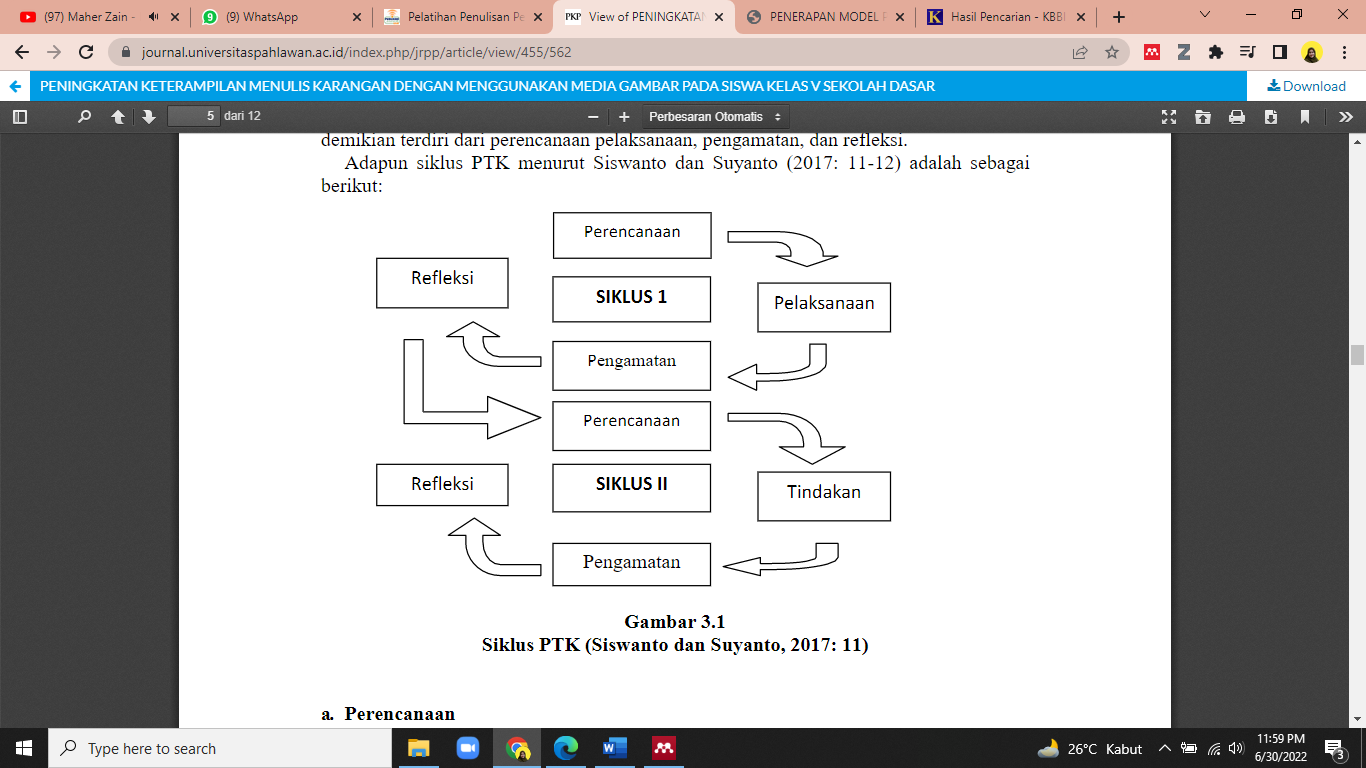 (97) Maher Zain -
(9) WhatsApp
Pelatihan Penulisan Pe
View of PENINGKATAN
PENERAPAN MODEL P
Hasil Pencarian - KBBI
journal.universitaspahlawan.ac.id/index.php/jrpp/article/view/455/562
PENINGKATAN KETERAMPILAN MENULIS KARANGAN DENGAN MENGGUNAKAN MEDIA GAMBAR PADA SISWA KELAS V SEKOLAH DASAR
Download
5 dari 12
Perbesaran Otomatis
demikian terdiri dari perencanaan pelaksanaan, pengamatan, dan refleksi.
Adapun siklus PTK menurut Siswanto dan Suyanto (2017: 11-12) adalah sebagai
berikut:
Perencanaan
Refleksi
SIKLUS 1
Pelaksanaan
Pengamatan
Perencanaan
Refleksi
SIKLUS II
Tindakan
Pengamatan
Gambar 3.1
Siklus PTK (Siswanto dan Suyanto, 2017: 11)
a. Perencanaan
Type here to search
26°C Kabut
11:59 PM
6/30/2022
3